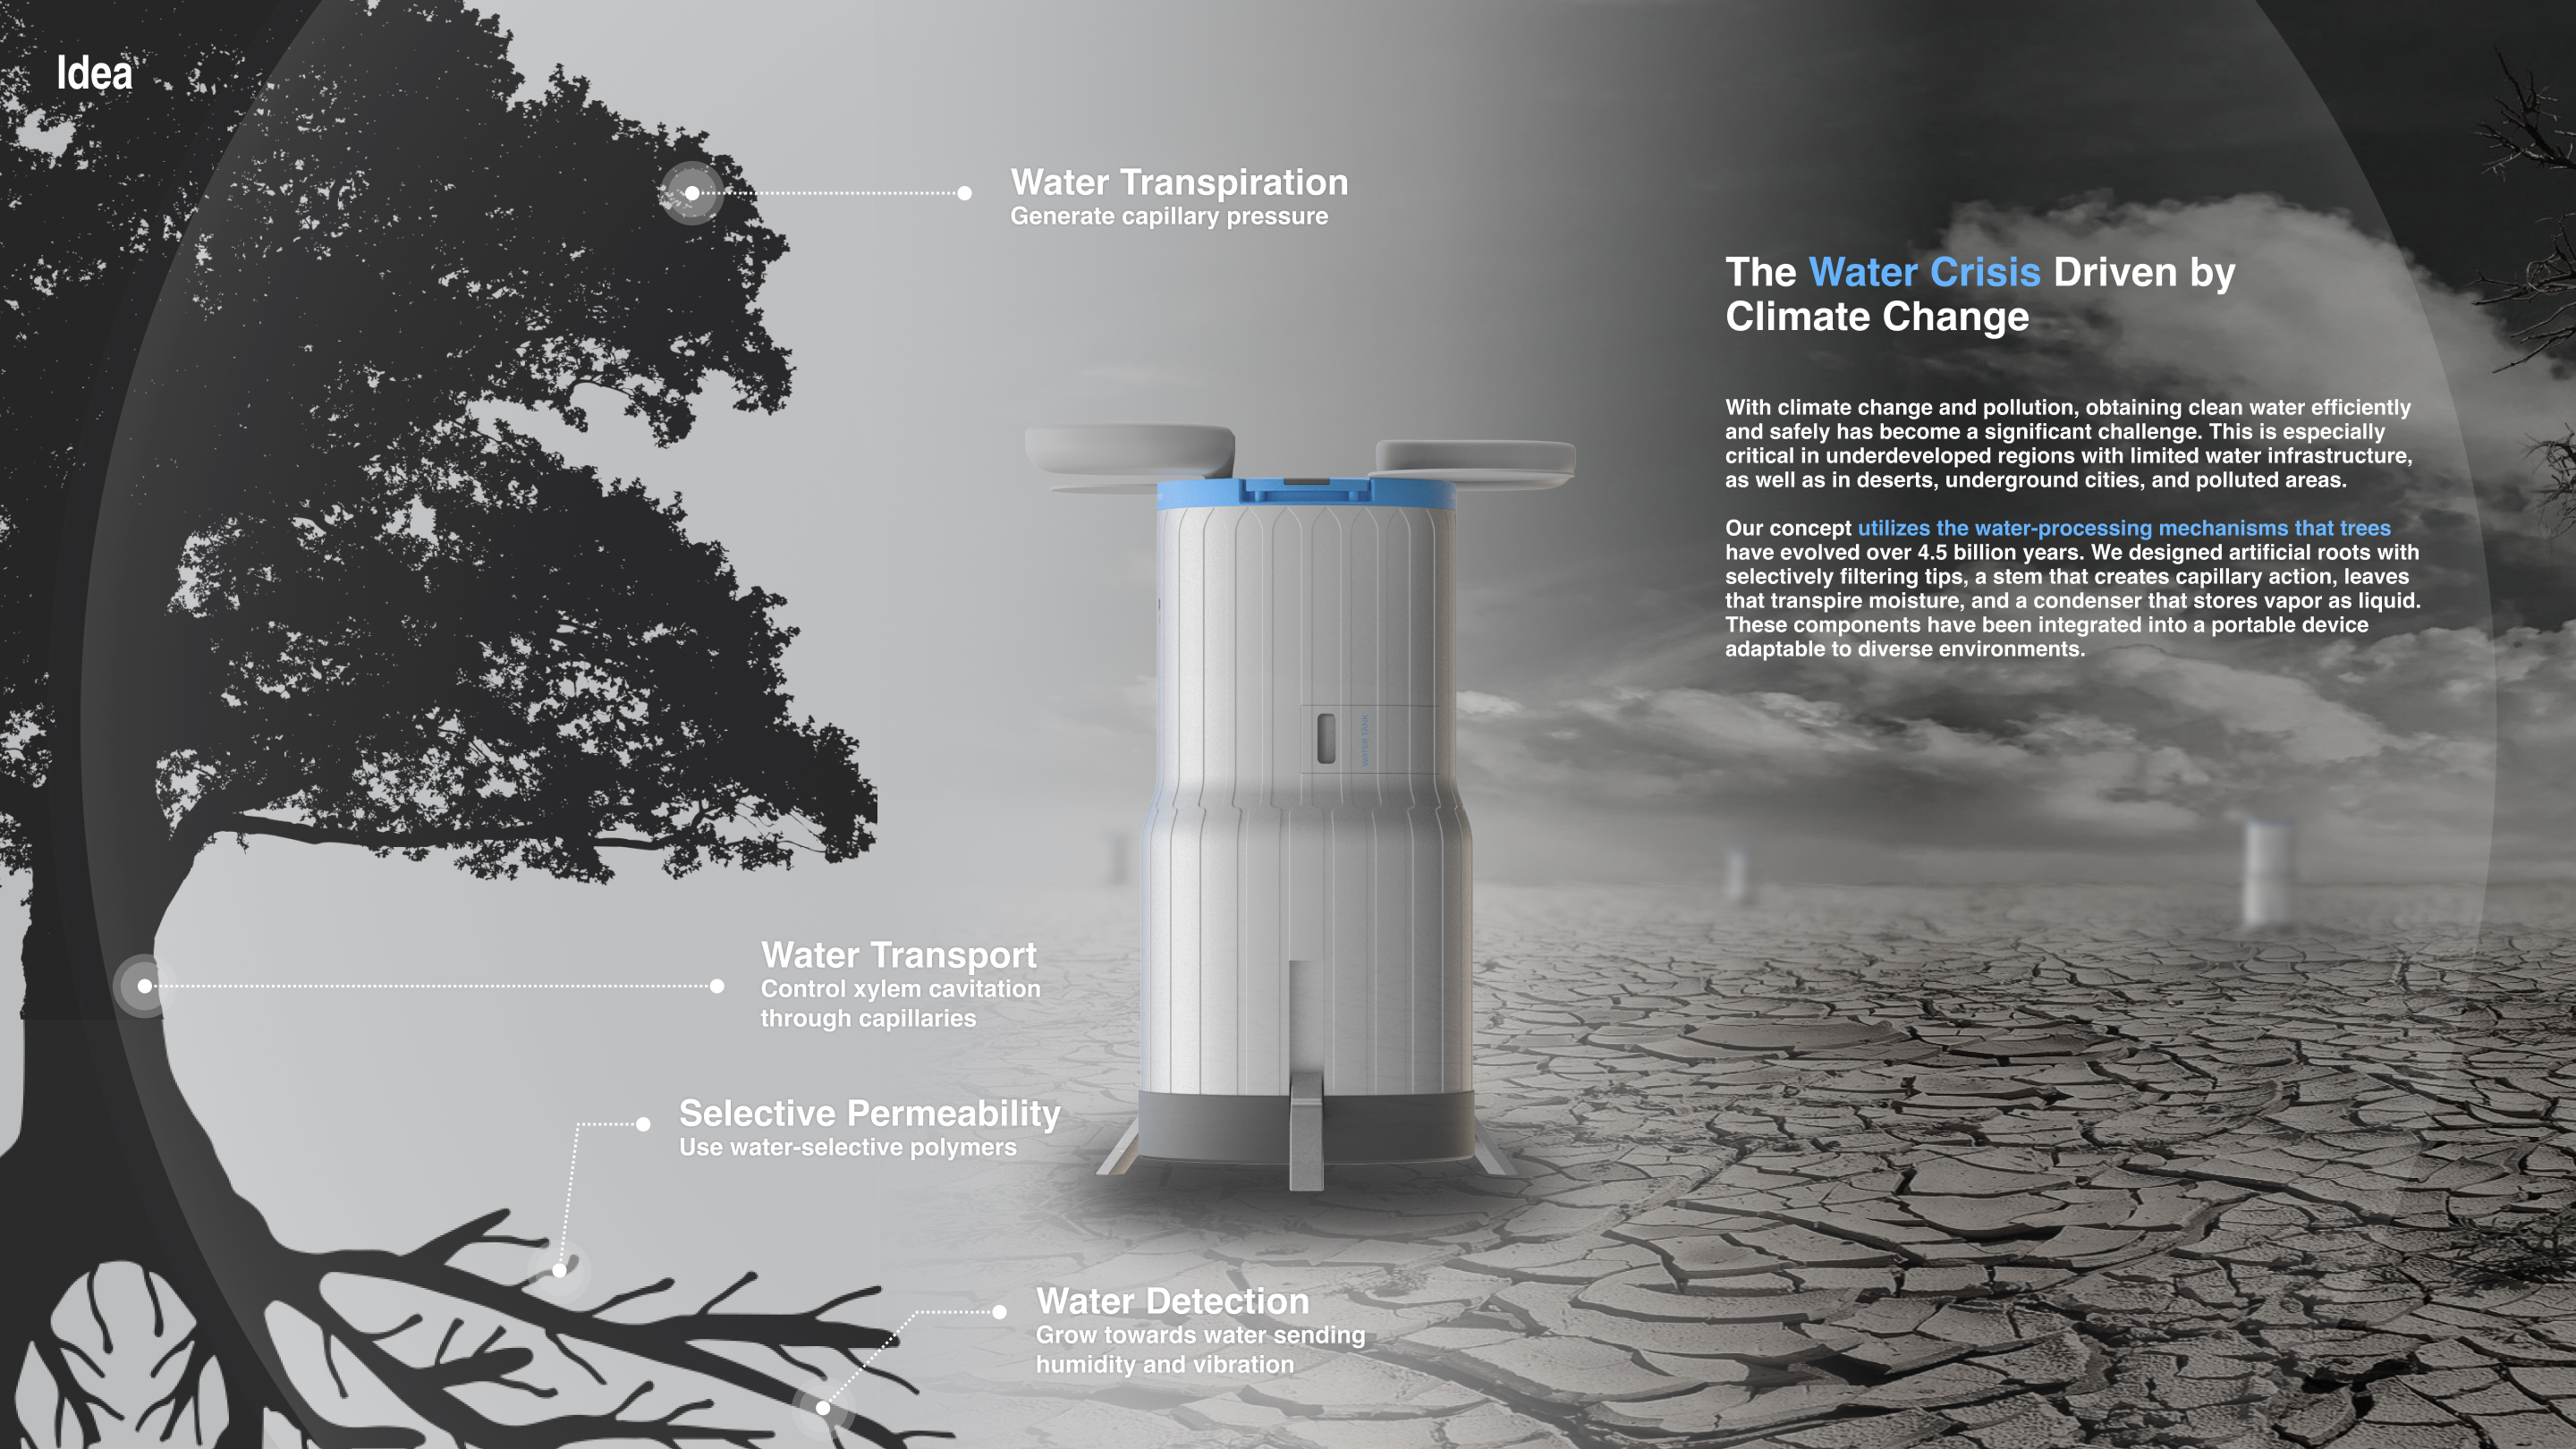 Idea
Water Transpiration
Generate capillary pressure
The Water Crisis Driven by
Climate Change
With climate change and pollution, obtaining clean water efficiently
and safely has become a significant challenge. This is especially
critical in underdeveloped regions with limited water infrastructure,
as well as in deserts, underground cities, and polluted areas.
Our concept utilizes the water-processing mechanisms that trees
have evolved over 4.5 billion years. We designed artificial roots with
selectively filtering tips, a stem that creates capillary action, leaves
that transpire moisture, and a condenser that stores vapor as liquid.
These components have been integrated into a portable device
adaptable to diverse environments.
WATER TANK
Water Transport
Control xylem cavitation
through capillaries
Selective Permeability
Use water-selective polymers
Water Detection
Grow towards water sending
humidity and vibration